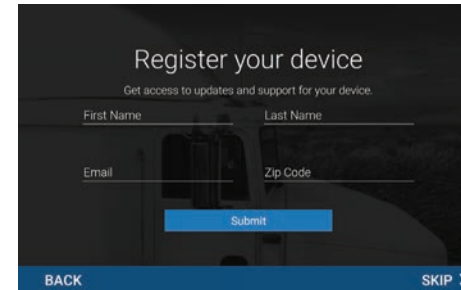 Register your device
Get access to updates and support for your device.
First Name Last Name
Email Zip Code
Submit
BACK SKIP